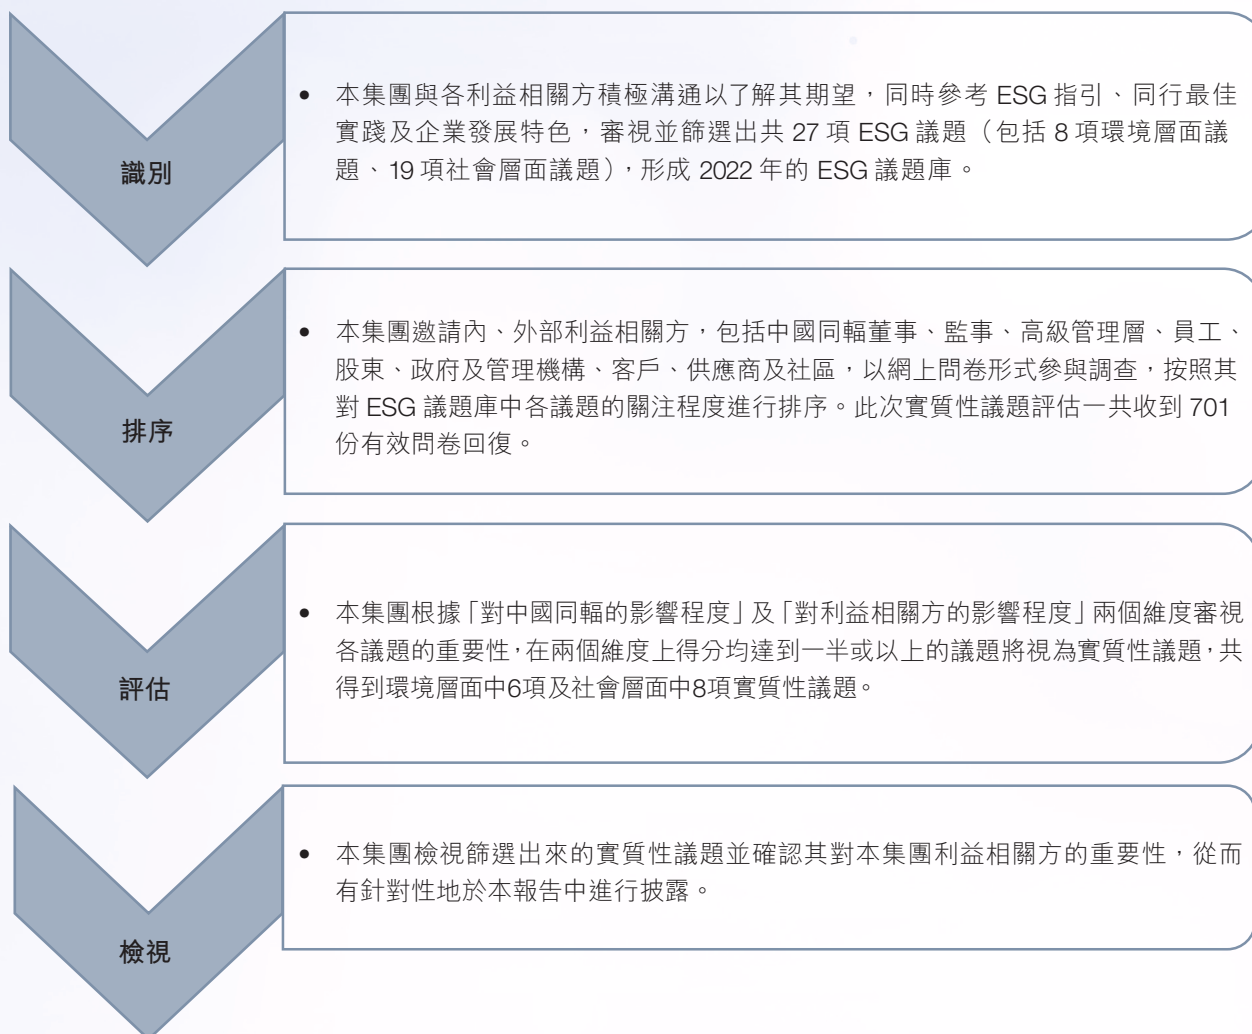 識別
• 本集團與各利益相關方積極溝通以了解其期望，同時參考 ESG 指引、同行最佳
實踐及企業發展特色，審視並篩選出共 27 項 ESG 議題（包括 8 項環境層面議
題、19 項社會層面議題），形成 2022 年的 ESG 議題庫。
排序
• 本集團邀請內、外部利益相關方，包括中國同輻董事、監事、高級管理層、員工、
股東、政府及管理機構、客戶、供應商及社區，以網上問卷形式參與調查，按照其
對 ESG 議題庫中各議題的關注程度進行排序。此次實質性議題評估一共收到 701
份有效問卷回復。
評估
• 本集團根據「對中國同輻的影響程度」及「對利益相關方的影響程度」兩個維度審視
各議題的重要性，在兩個維度上得分均達到一半或以上的議題將視為實質性議題，共
得到環境層面中6項及社會層面中8項實質性議題。
檢視
• 本集團檢視篩選出來的實質性議題並確認其對本集團利益相關方的重要性，從而
有針對性地於本報告中進行披露。